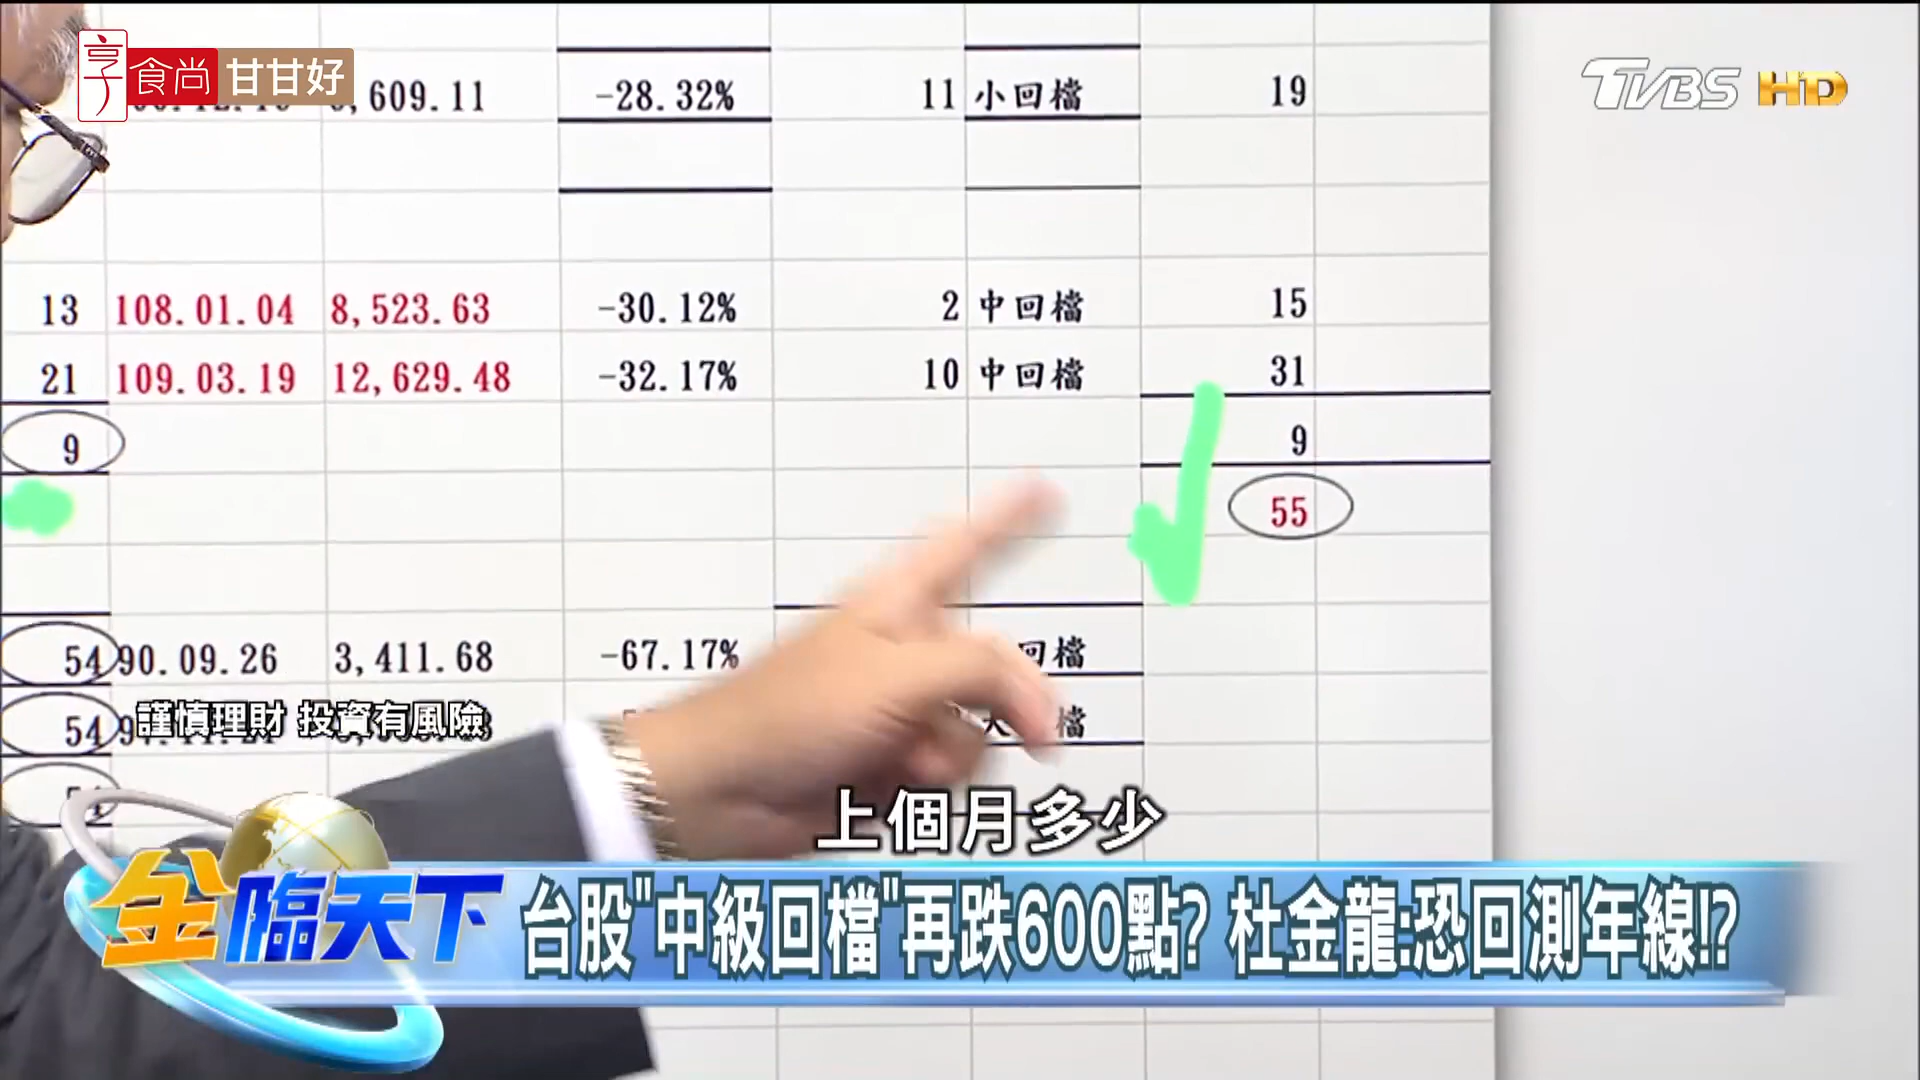 享 食尚 甘甘好
TVBS HD
,609.11 -28.32% 11 小回檔 19
13 108.01.04 8,523.63 -30.12% 2 中回檔 15
21 109.03.19 12,629.48 -32.17% 10 中回檔 31
9 9
55
54 90.09.26 3,411.68 -67.17% 回檔
54 檔
謹慎理財 投資有風險
上個月多少
金臨天下
台股"中級回檔"再跌600點? 杜金龍:恐回測年線!?